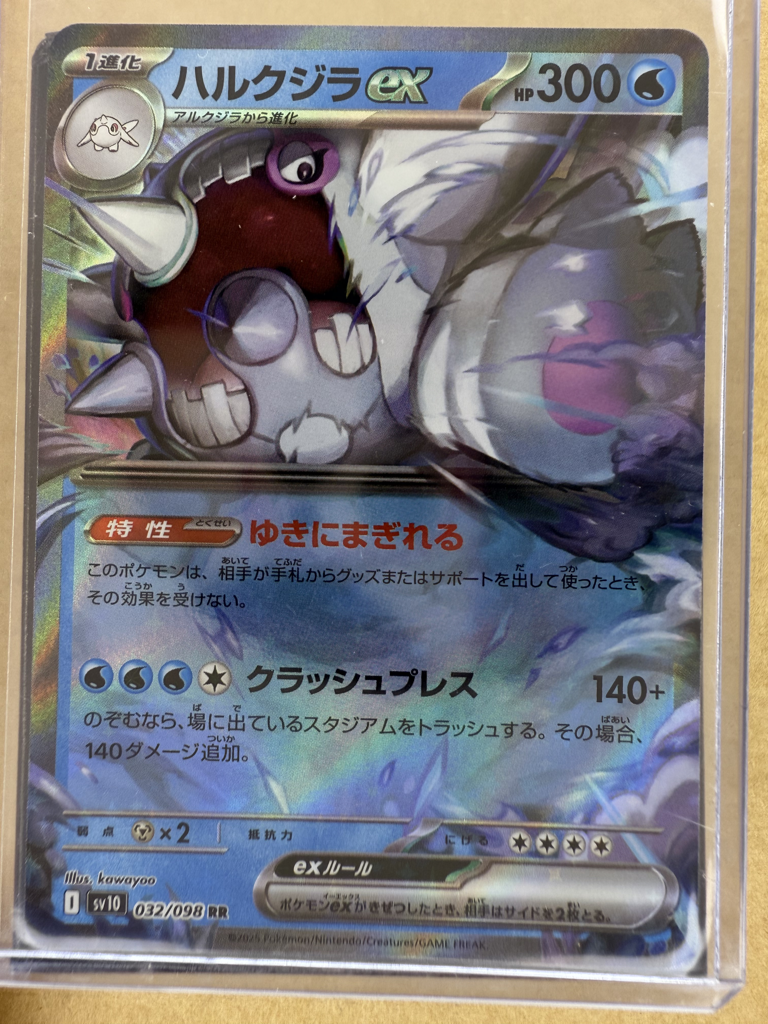 1進化
ハルクジラex
HP300
アルクジラから進化
特性
とくせい
ゆきにまぎれる
このポケモンは、相手が手札からグッズまたはサポートを出して使ったとき、
その効果を受けない。
クラッシュプレス 140+
のぞむなら、場に出ているスタジアムをトラッシュする。その場合、
140ダメージ追加。
弱点 ×2 抵抗力 にげる
exルール
ポケモンexがきぜつしたとき、相手はサイドを2枚とる。
Illus. kawayoo
I sv10 032/098 RR
©2025 Pokémon/Nintendo/Creatures/GAME FREAK.